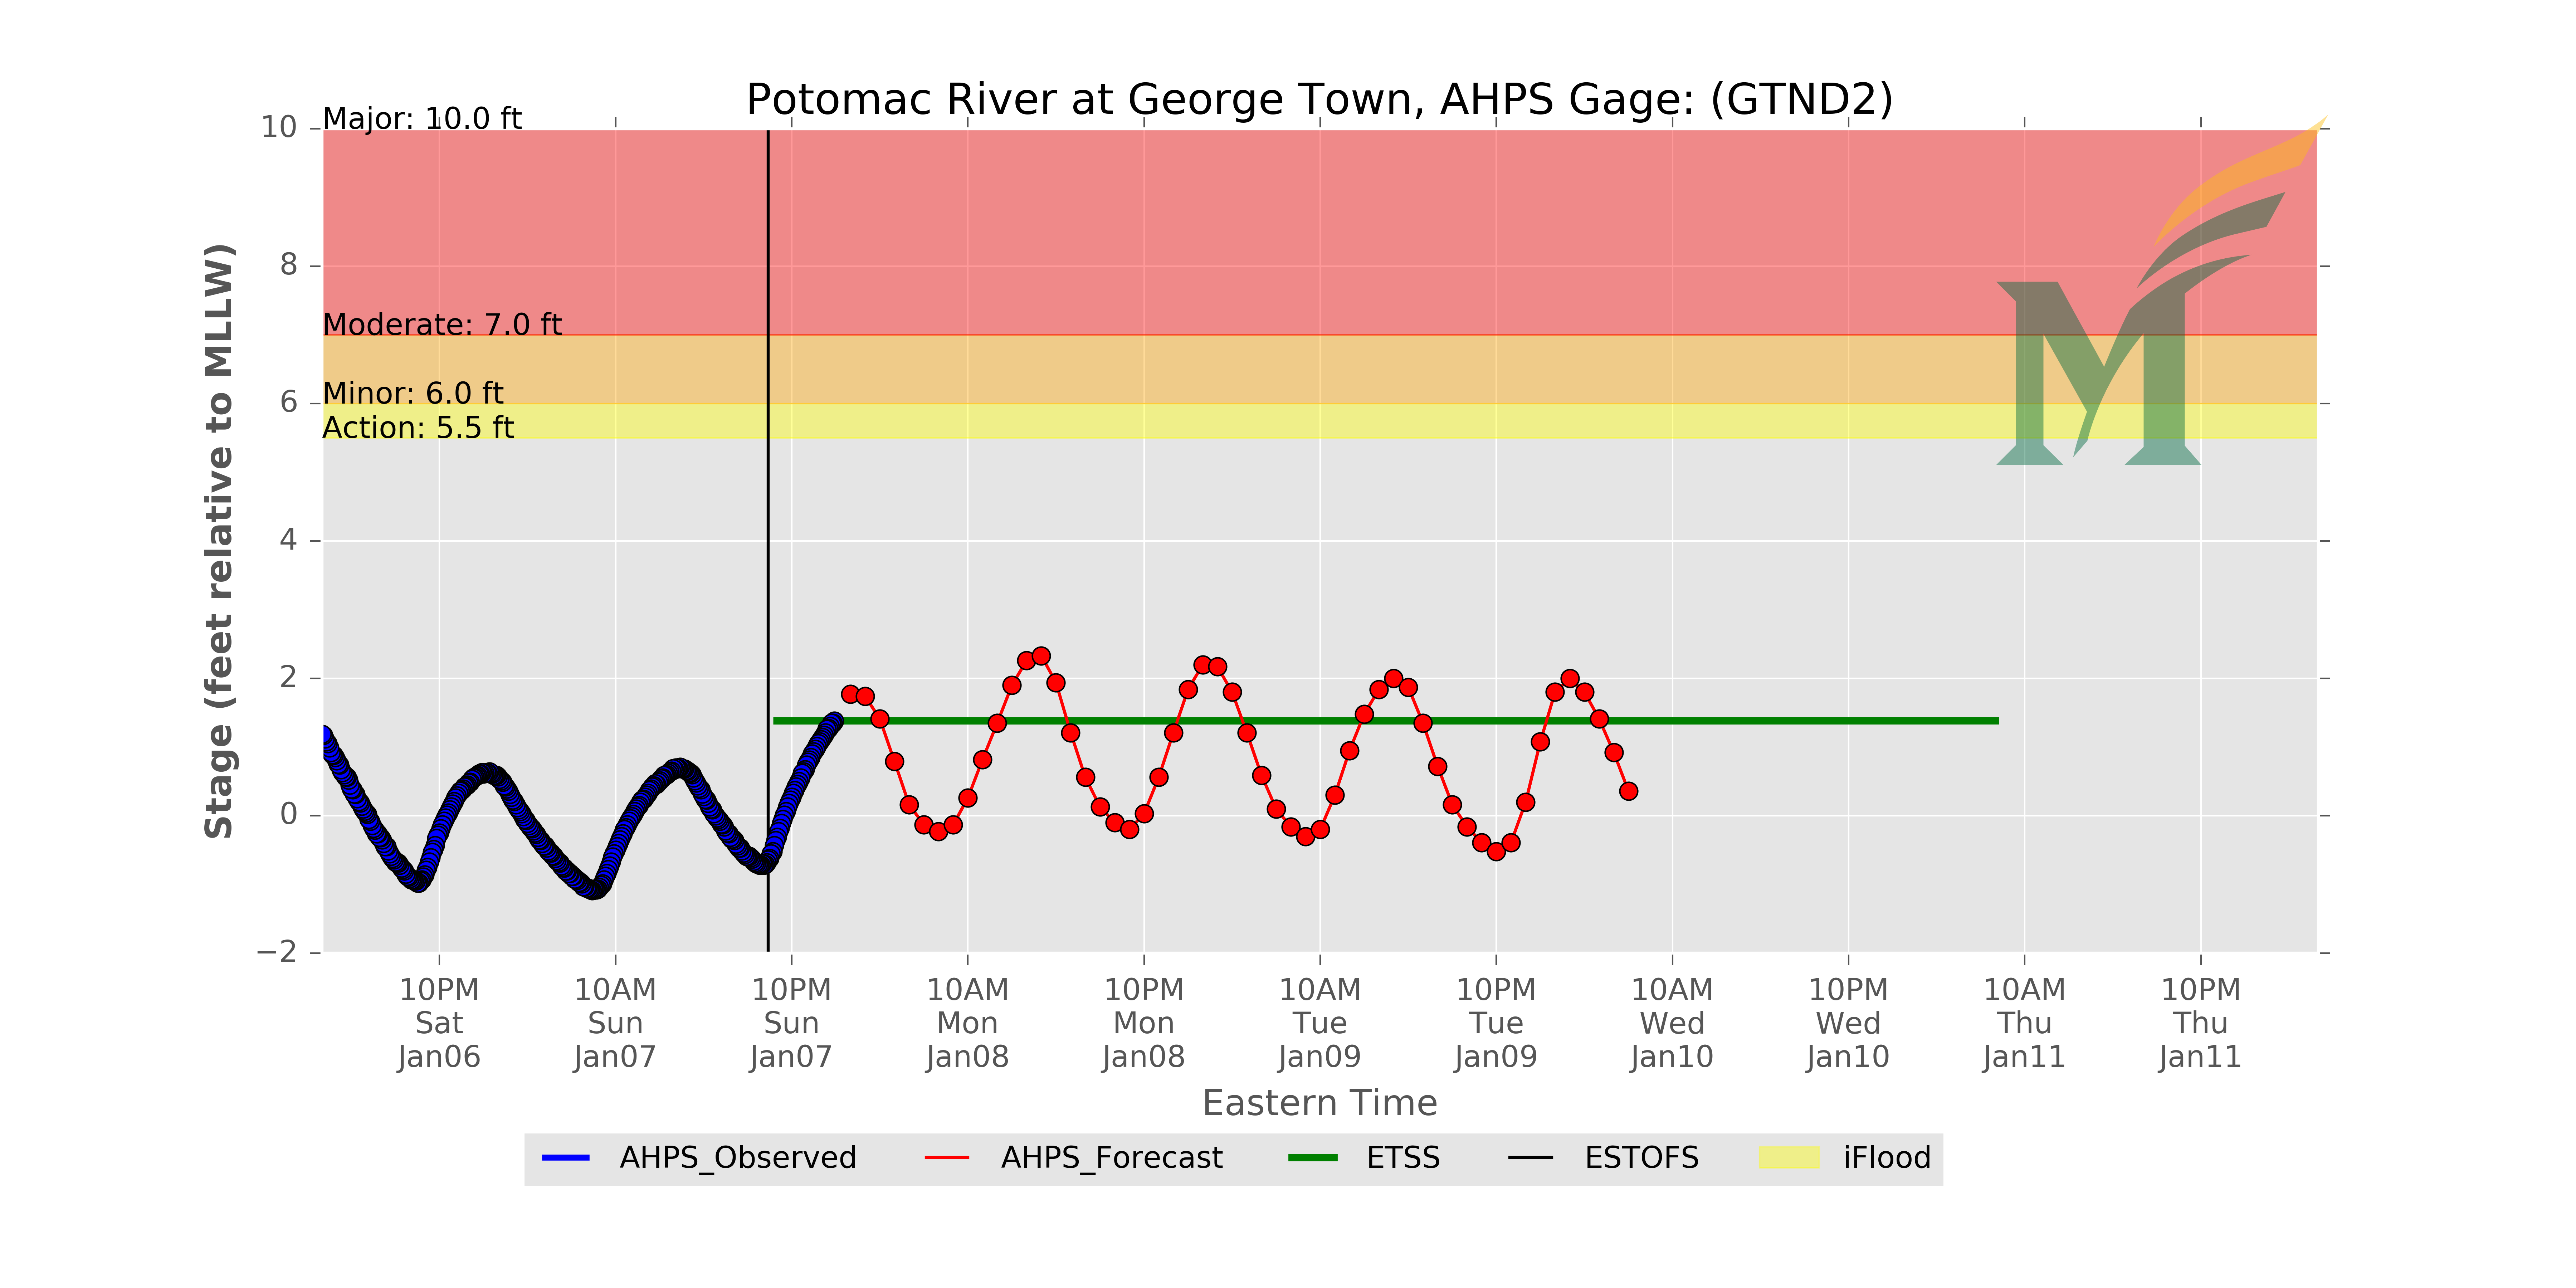 Potomac River at George Town, AHPS Gage: (GTND2)
Major: 10.0 ft
Moderate: 7.0 ft
Minor: 6.0 ft
Action: 5.5 ft
10
8
6
4
2
0
−2
Stage (feet relative to MLLW)
10PM
Sat
Jan06
10AM
Sun
Jan07
10PM
Sun
Jan07
10AM
Mon
Jan08
10PM
Mon
Jan08
10AM
Tue
Jan09
10PM
Tue
Jan09
10AM
Wed
Jan10
10PM
Wed
Jan10
10AM
Thu
Jan11
10PM
Thu
Jan11
Eastern Time
AHPS_Observed
AHPS_Forecast
ETSS
ESTOFS
iFlood
M